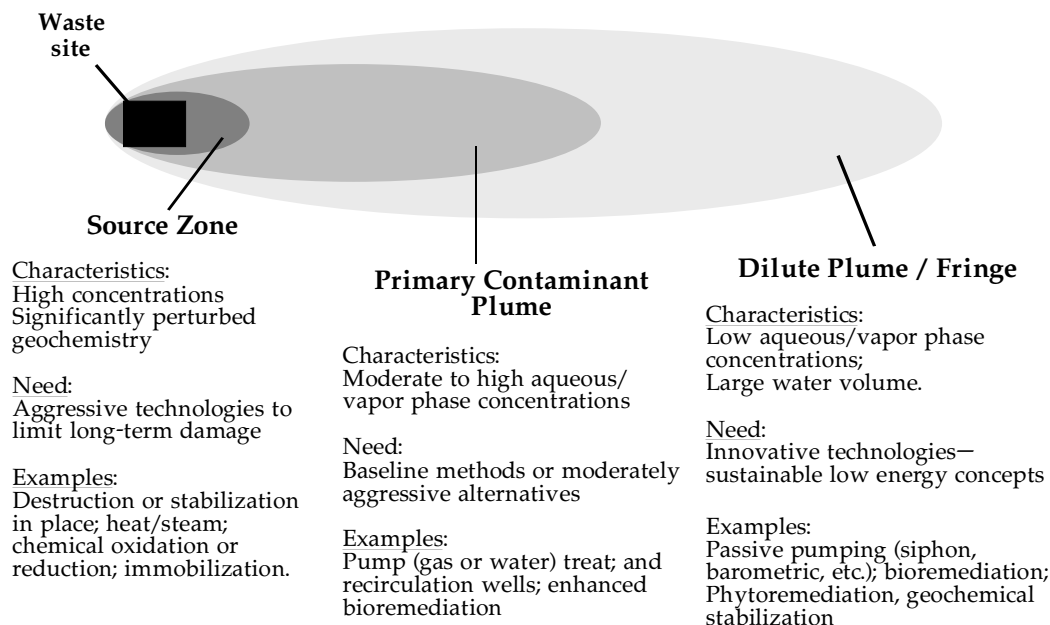 Waste
site
Source Zone
Characteristics:
High concentrations
Significantly perturbed
geochemistry
Need:
Aggressive technologies to
limit long-term damage
Examples:
Destruction or stabilization
in place; heat/steam;
chemical oxidation or
reduction; immobilization.
Primary Contaminant
Plume
Characteristics:
Moderate to high aqueous/
vapor phase concentrations
Need:
Baseline methods or moderately
aggressive alternatives
Examples:
Pump (gas or water) treat; and
recirculation wells; enhanced
bioremediation
Dilute Plume / Fringe
Characteristics:
Low aqueous/vapor phase
concentrations;
Large water volume.
Need:
Innovative technologies—
sustainable low energy concepts
Examples:
Passive pumping (siphon,
barometric, etc.); bioremediation;
Phytoremediation, geochemical
stabilization